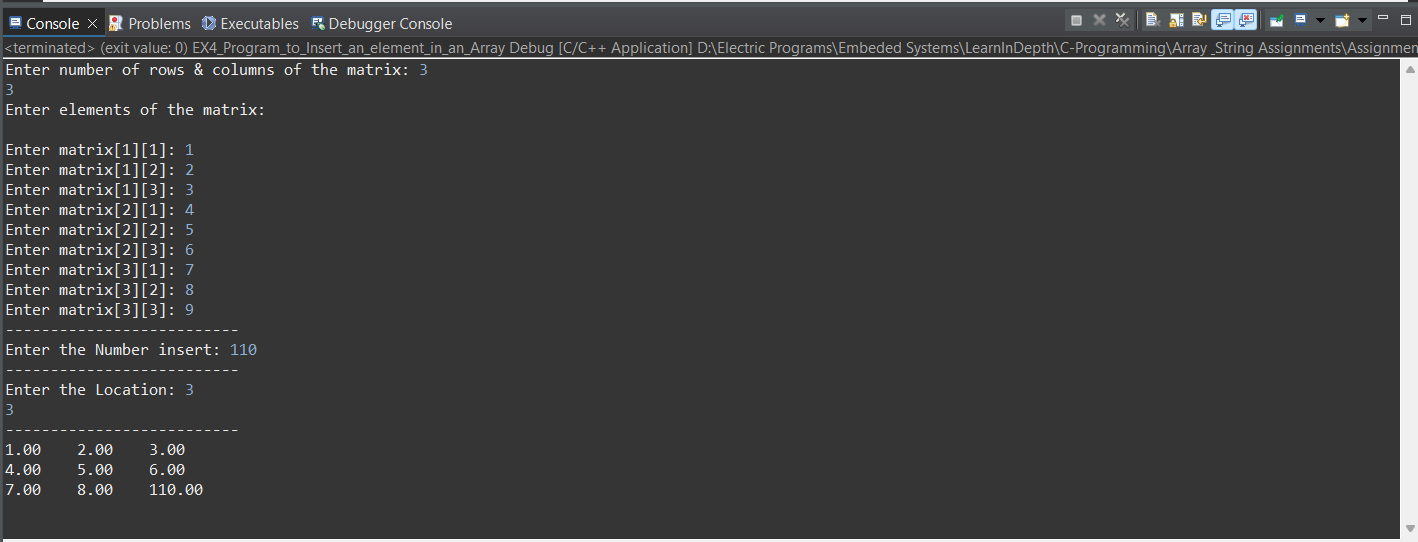 Console Problems Executables Debugger Console
<terminated> (exit value: 0) EX4_Program_to_Insert_an_element_in_an_Array Debug [C/C++ Application] D:\Electric Programs\Embeded Systems\LearnInDepth\C-Programming\Array _String Assignments\Assignmen
Enter number of rows & columns of the matrix: 3
3
Enter elements of the matrix:
Enter matrix[1][1]: 1
Enter matrix[1][2]: 2
Enter matrix[1][3]: 3
Enter matrix[2][1]: 4
Enter matrix[2][2]: 5
Enter matrix[2][3]: 6
Enter matrix[3][1]: 7
Enter matrix[3][2]: 8
Enter matrix[3][3]: 9
--------------------------
Enter the Number insert: 110
--------------------------
Enter the Location: 3
3
--------------------------
1.00 2.00 3.00
4.00 5.00 6.00
7.00 8.00 110.00